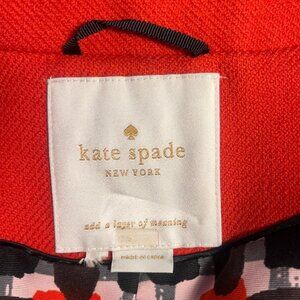 kate spade
NEW YORK
add a layer of meaning